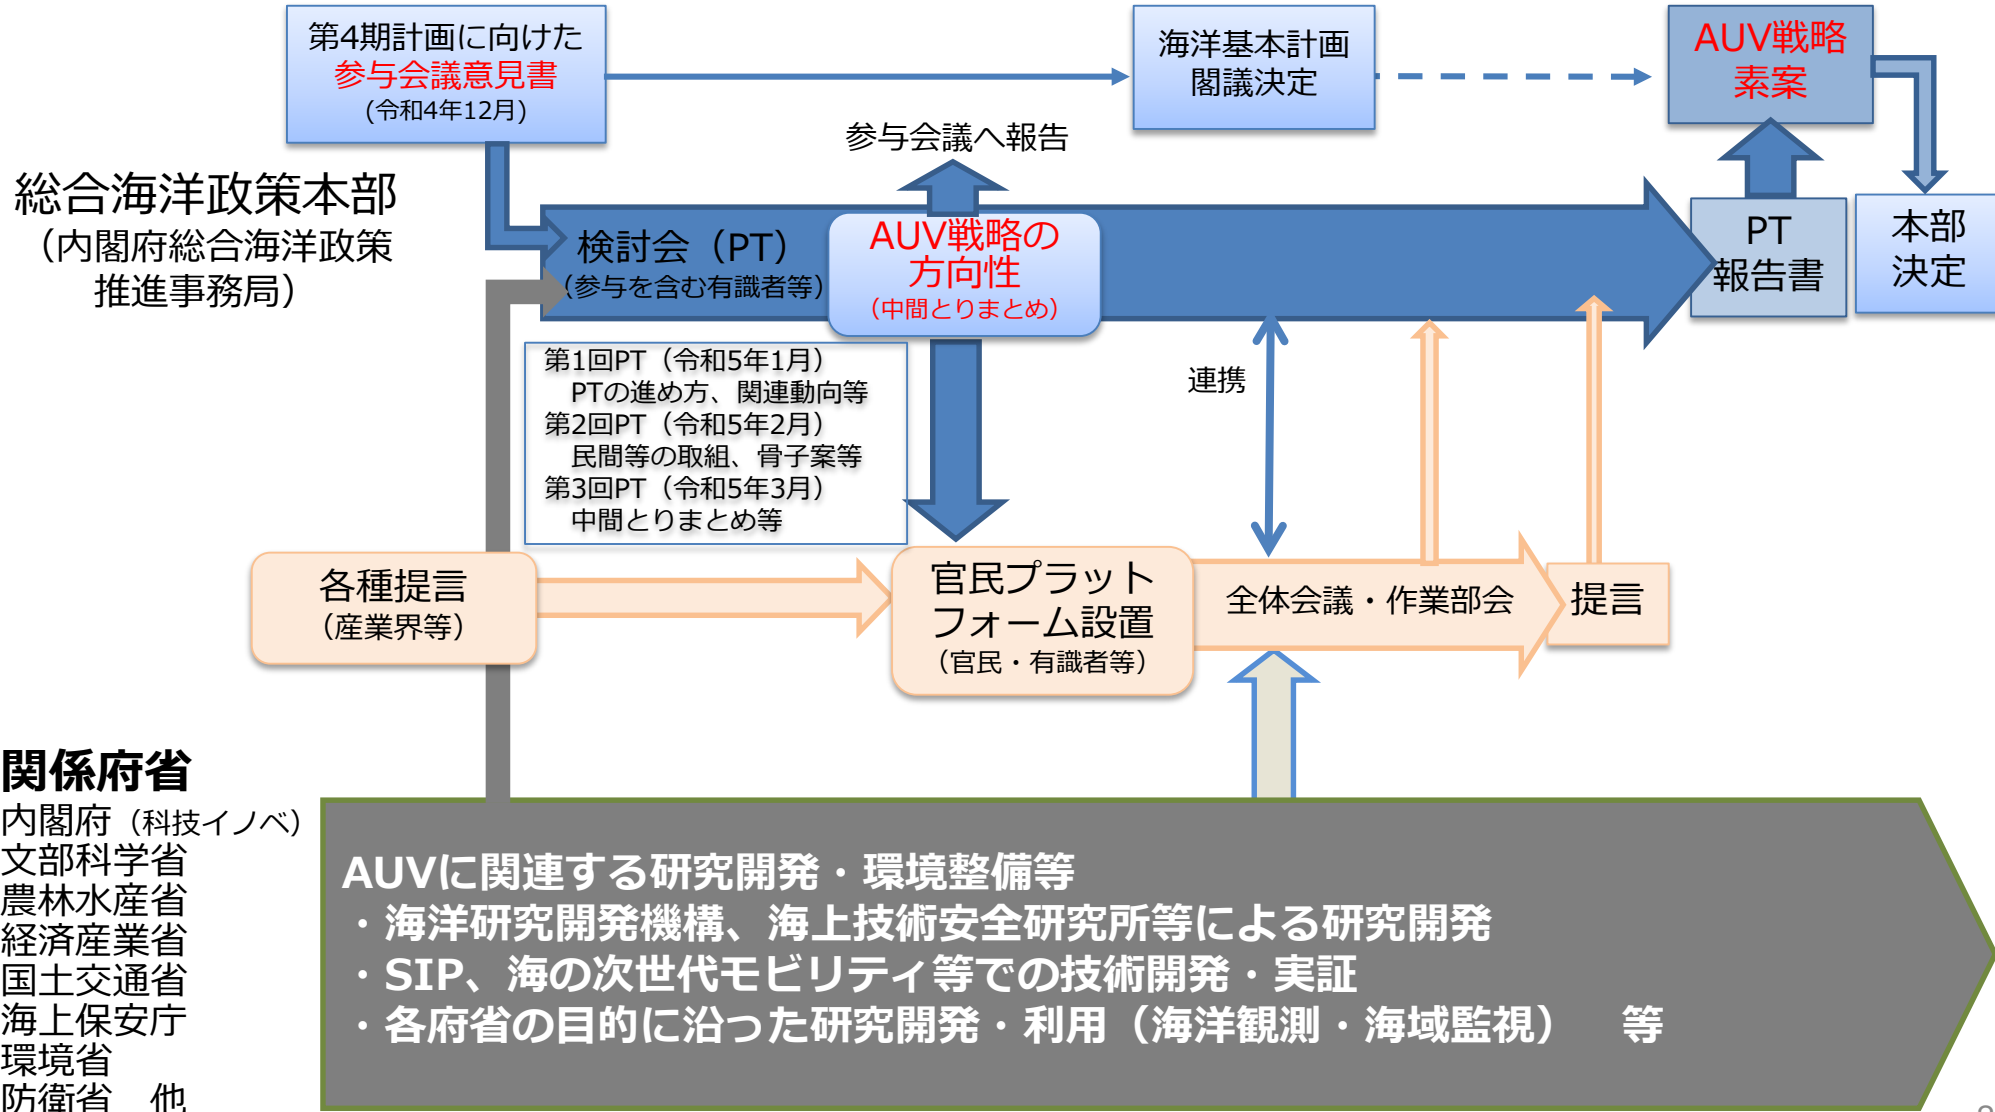 第4期計画に向けた
参与会議意見書
(令和4年12月)
海洋基本計画
閣議決定
AUV戦略
素案
参与会議へ報告
総合海洋政策本部
（内閣府総合海洋政策
推進事務局）
検討会（PT）
（参与を含む有識者等）
AUV戦略の
方向性
（中間とりまとめ）
PT
報告書
本部
決定
第1回PT（令和5年1月）
PTの進め方、関連動向等
第2回PT（令和5年2月）
民間等の取組、骨子案等
第3回PT（令和5年3月）
中間とりまとめ等
連携
各種提言
（産業界等）
官民プラット
フォーム設置
（官民・有識者等）
全体会議・作業部会
提言
関係府省
内閣府（科技イノベ）
文部科学省
農林水産省
経済産業省
国土交通省
海上保安庁
環境省
防衛省　他
AUVに関連する研究開発・環境整備等
・海洋研究開発機構、海上技術安全研究所等による研究開発
・SIP、海の次世代モビリティ等での技術開発・実証
・各府省の目的に沿った研究開発・利用（海洋観測・海域監視）　等